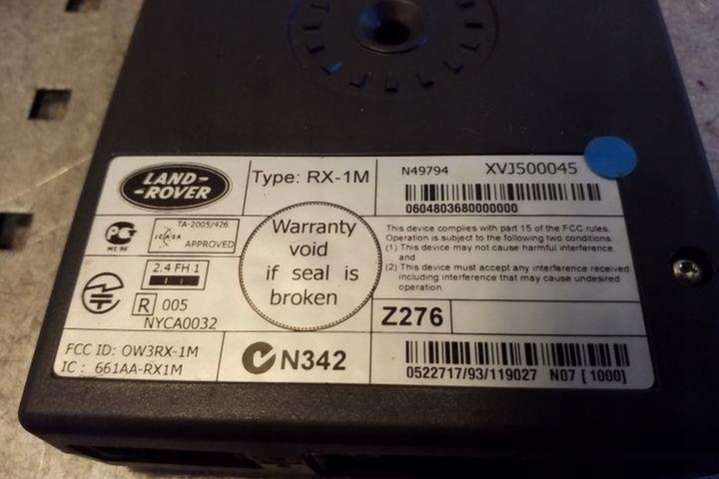 LAND-
-ROVER
Type: RX-1M
N49794 XVJ500045
0604803680000000
TA-2005/426
ICASA
APPROVED
Warranty
void
if seal is
broken
This device complies with part 15 of the FCC rules.
Operation is subject to the following two conditions
(1) This device may not cause harmful interference
and
(2) This device must accept any interference received
including interference that may cause undesired
operation
2.4 FH 1
R 005
NYCA0032
Z276
FCC ID: OW3RX-1M
IC : 661AA-RX1M
N342
0522717/93/119027 N07 [1000]